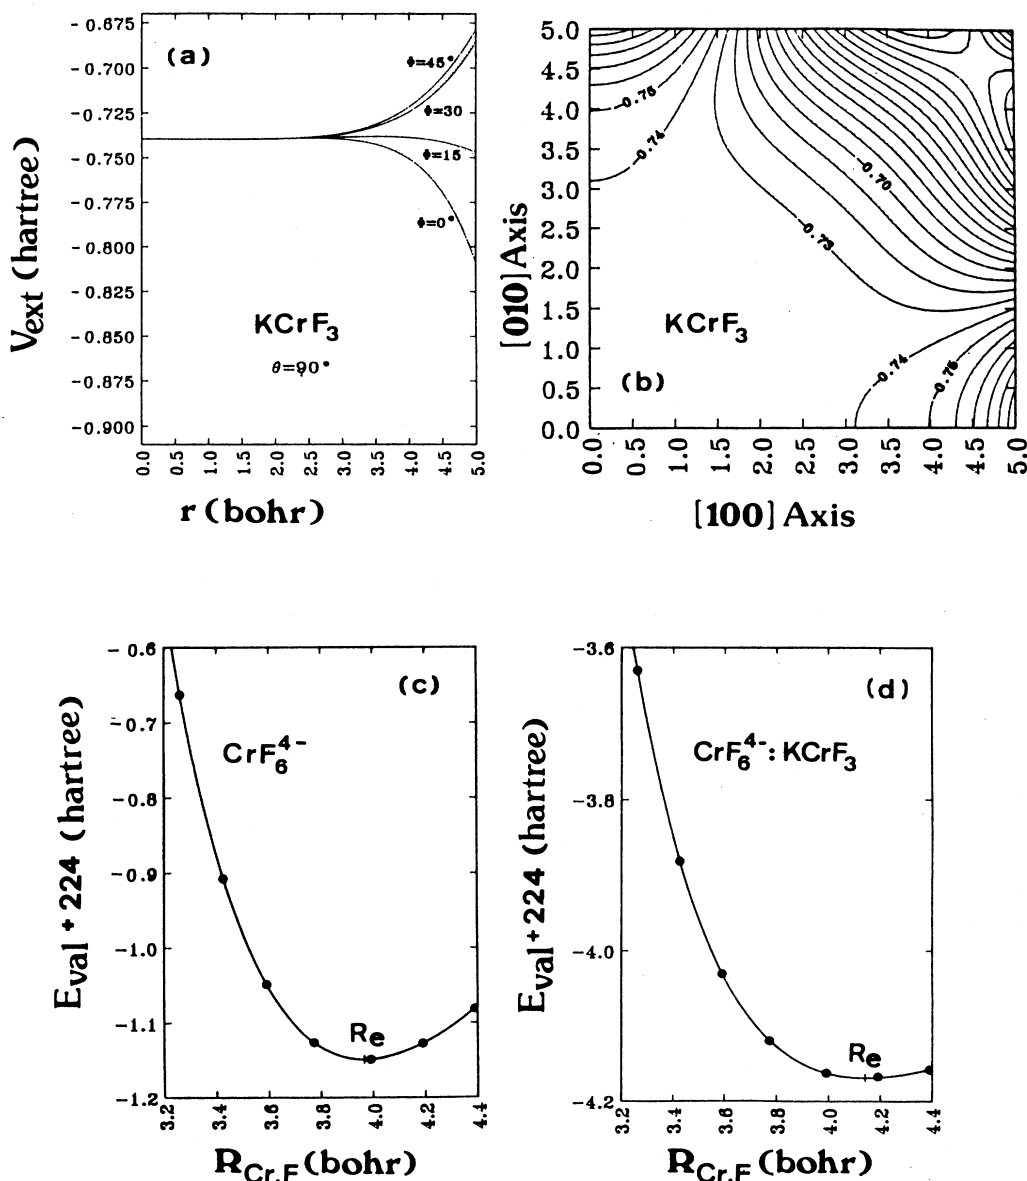 (a)
Vext (hartree)
-0.675
-0.700
-0.725
-0.750
-0.775
-0.800
-0.825
-0.850
-0.875
-0.900
Φ=45°
Φ=30
Φ=15
Φ=0°
KCrF3
θ=90°
0.0 0.5 1.0 1.5 2.0 2.5 3.0 3.5 4.0 4.5 5.0
r (bohr)
[010] Axis
5.0
4.5
4.0
3.5
3.0
2.5
2.0
1.5
1.0
0.5
0.0
-0.75
-0.74
-0.70
-0.73
-0.74
-0.75
KCrF3
(b)
0.0 0.5 1.0 1.5 2.0 2.5 3.0 3.5 4.0 4.5 5.0
[100] Axis
Eval +224 (hartree)
-0.6
-0.7
-0.8
-0.9
-1.0
-1.1
-1.2
(c)
CrF6^4-
Re
3.2 3.4 3.6 3.8 4.0 4.2 4.4
RCr,F (bohr)
Eval +224 (hartree)
-3.6
-3.8
-4.0
-4.2
(d)
CrF6^4-: KCrF3
Re
3.2 3.4 3.6 3.8 4.0 4.2 4.4
RCr,F (bohr)